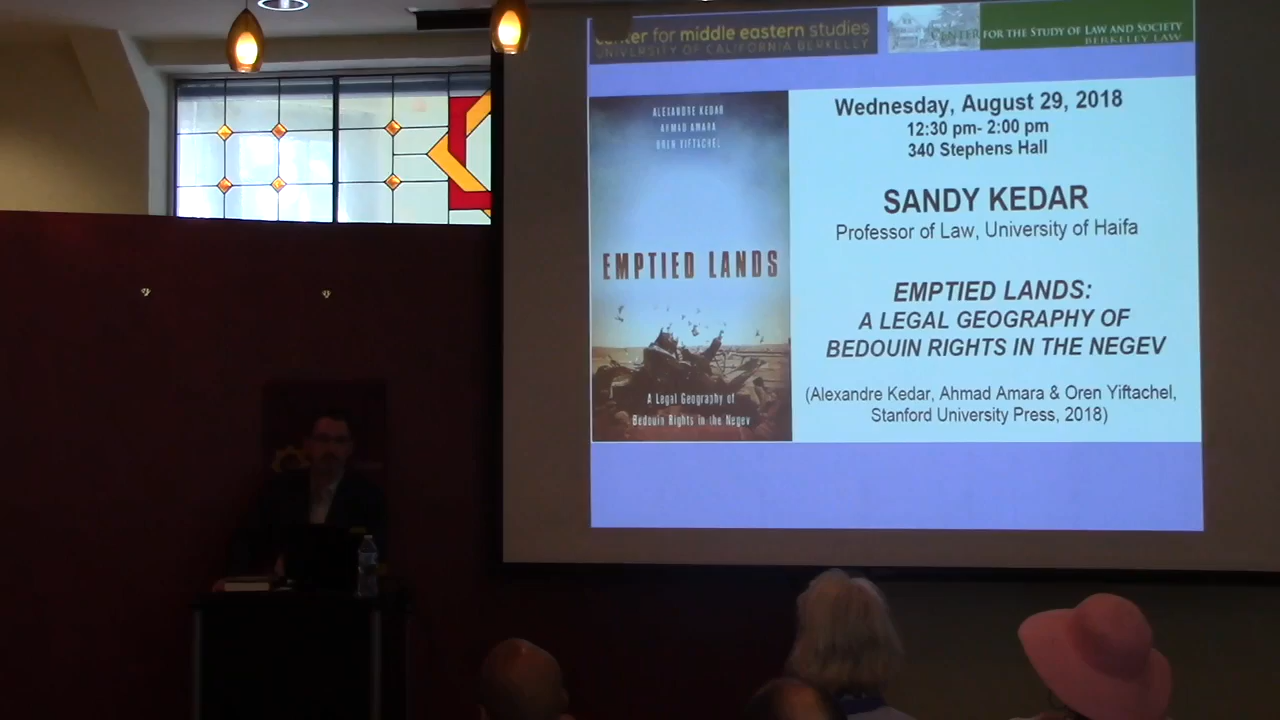 center for middle eastern studies
UNIVERSITY OF CALIFORNIA BERKELEY
CENTER FOR THE STUDY OF LAW AND SOCIETY
BERKELEY LAW
ALEXANDRE KEDAR
AHMAD AMARA
OREN YIFTACHEL
EMPTIED LANDS
A Legal Geography of
Bedouin Rights in the Negev
Wednesday, August 29, 2018
12:30 pm- 2:00 pm
340 Stephens Hall
SANDY KEDAR
Professor of Law, University of Haifa
EMPTIED LANDS:
A LEGAL GEOGRAPHY OF
BEDOUIN RIGHTS IN THE NEGEV
(Alexandre Kedar, Ahmad Amara & Oren Yiftachel,
Stanford University Press, 2018)